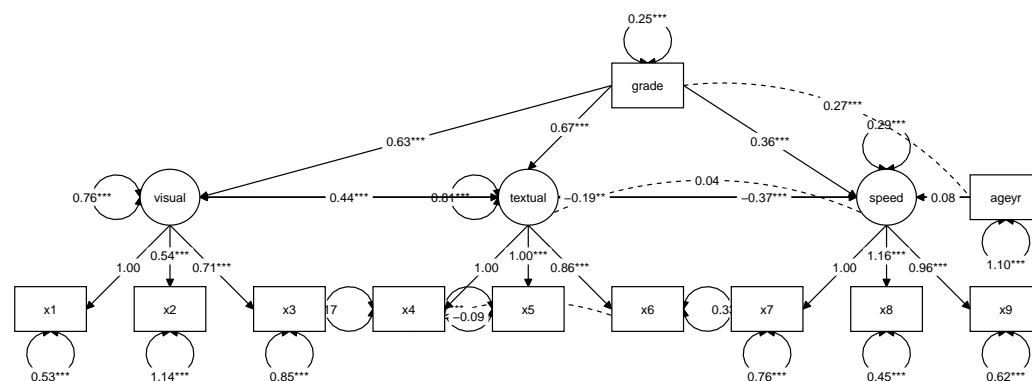 0.25***
grade
0.27***
0.67***
0.29***
0.63***
0.36***
0.04
0.76***
visual
0.44***
0.81***
textual
−0.19**
−0.37***
speed
0.08
ageyr
1.00
0.54***
0.71***
1.00
1.00***
0.86***
1.00
1.16***
0.96***
1.10***
x1
x2
x3
x4
−0.09
x5
x6
x7
x8
x9
0.53***
1.14***
0.85***
0.76***
0.45***
0.62***